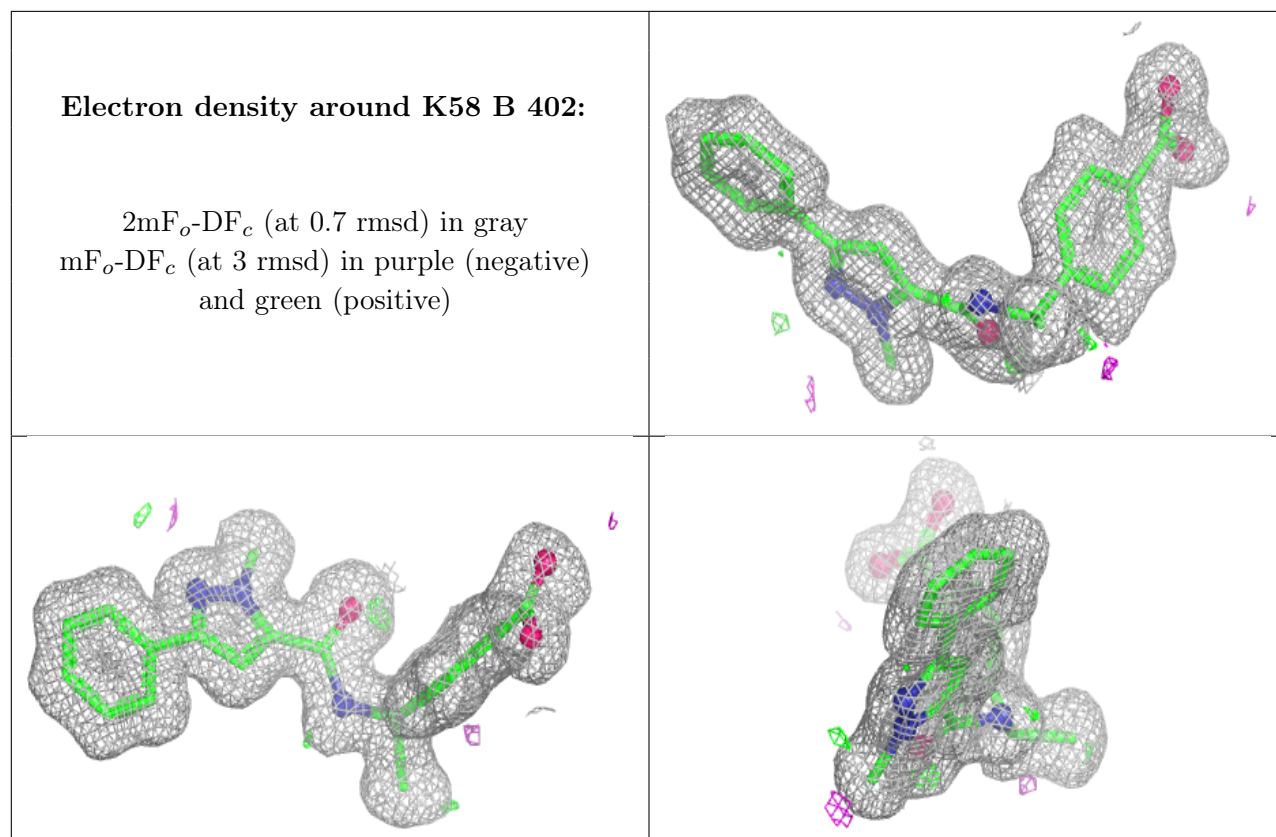 Electron density around K58 B 402:
2mFo-DFc (at 0.7 rmsd) in gray
mFo-DFc (at 3 rmsd) in purple (negative)
and green (positive)